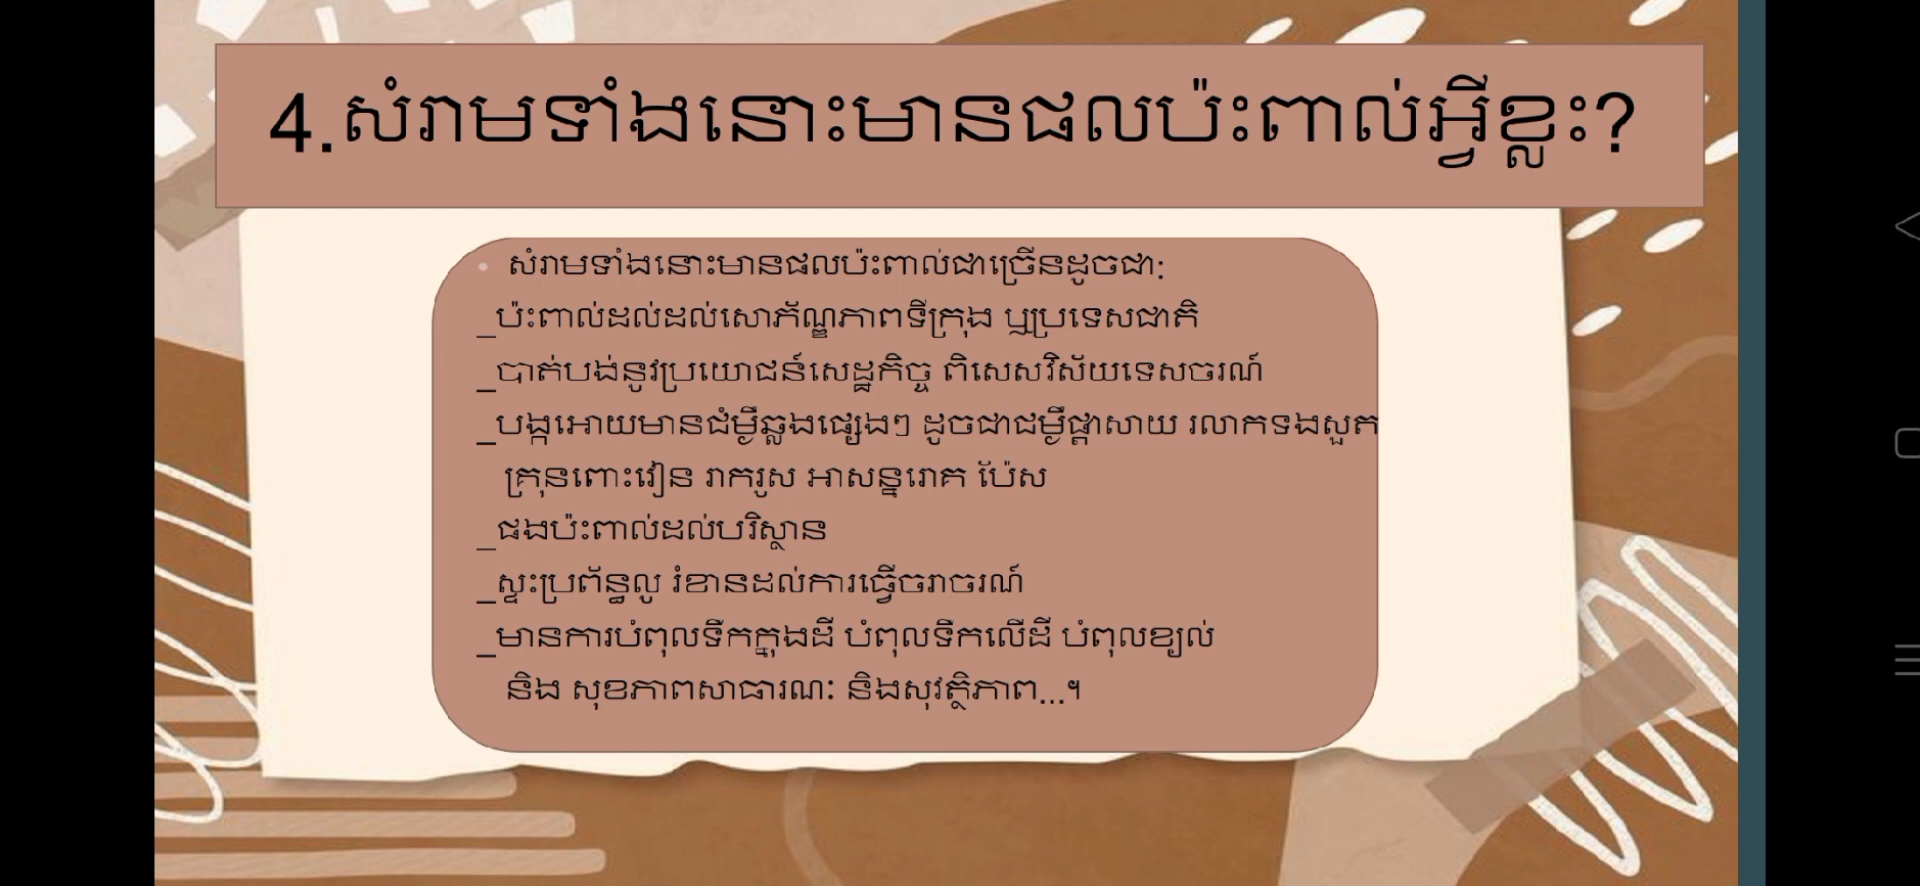 4.សំរាមទាំងនោះមានផលប៉ះពាល់អ្វីខ្លះ?
• សំរាមទាំងនោះមានផលប៉ះពាល់ជាច្រើនដូចជា:
_ប៉ះពាល់ដល់ដល់សោភ័ណ្ឌភាពទីក្រុង ឬប្រទេសជាតិ
_បាត់បង់នូវប្រយោជន៍សេដ្ឋកិច្ច ពិសេសវិស័យទេសចរណ៍
_បង្កអោយមានជំម្ងឺឆ្លងផ្សេងៗ ដូចជាជម្ងឺផ្តាសាយ រលាកទងសួត
គ្រុនពោះវៀន រាករូស អាសន្នរោគ ប៉ែស
_ផងប៉ះពាល់ដល់បរិស្ថាន
_ស្ទះប្រព័ន្ធលូ រំខានដល់ការធ្វើចរាចរណ៍
_មានការបំពុលទឹកក្នុងដី បំពុលទឹកលើដី បំពុលខ្យល់
និង សុខភាពសាធារណៈ និងសុវត្ថិភាព...។